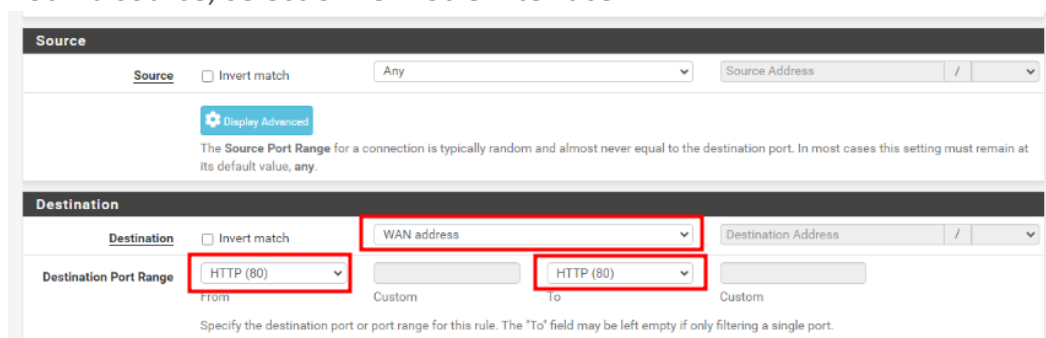 Source
Source Invert match Any Source Address /
Display Advanced
The Source Port Range for a connection is typically random and almost never equal to the destination port. In most cases this setting must remain at
its default value, any.
Destination
Destination Invert match WAN address Destination Address /
Destination Port Range HTTP (80) HTTP (80)
From Custom To Custom
Specify the destination port or port range for this rule. The "To" field may be left empty if only filtering a single port.